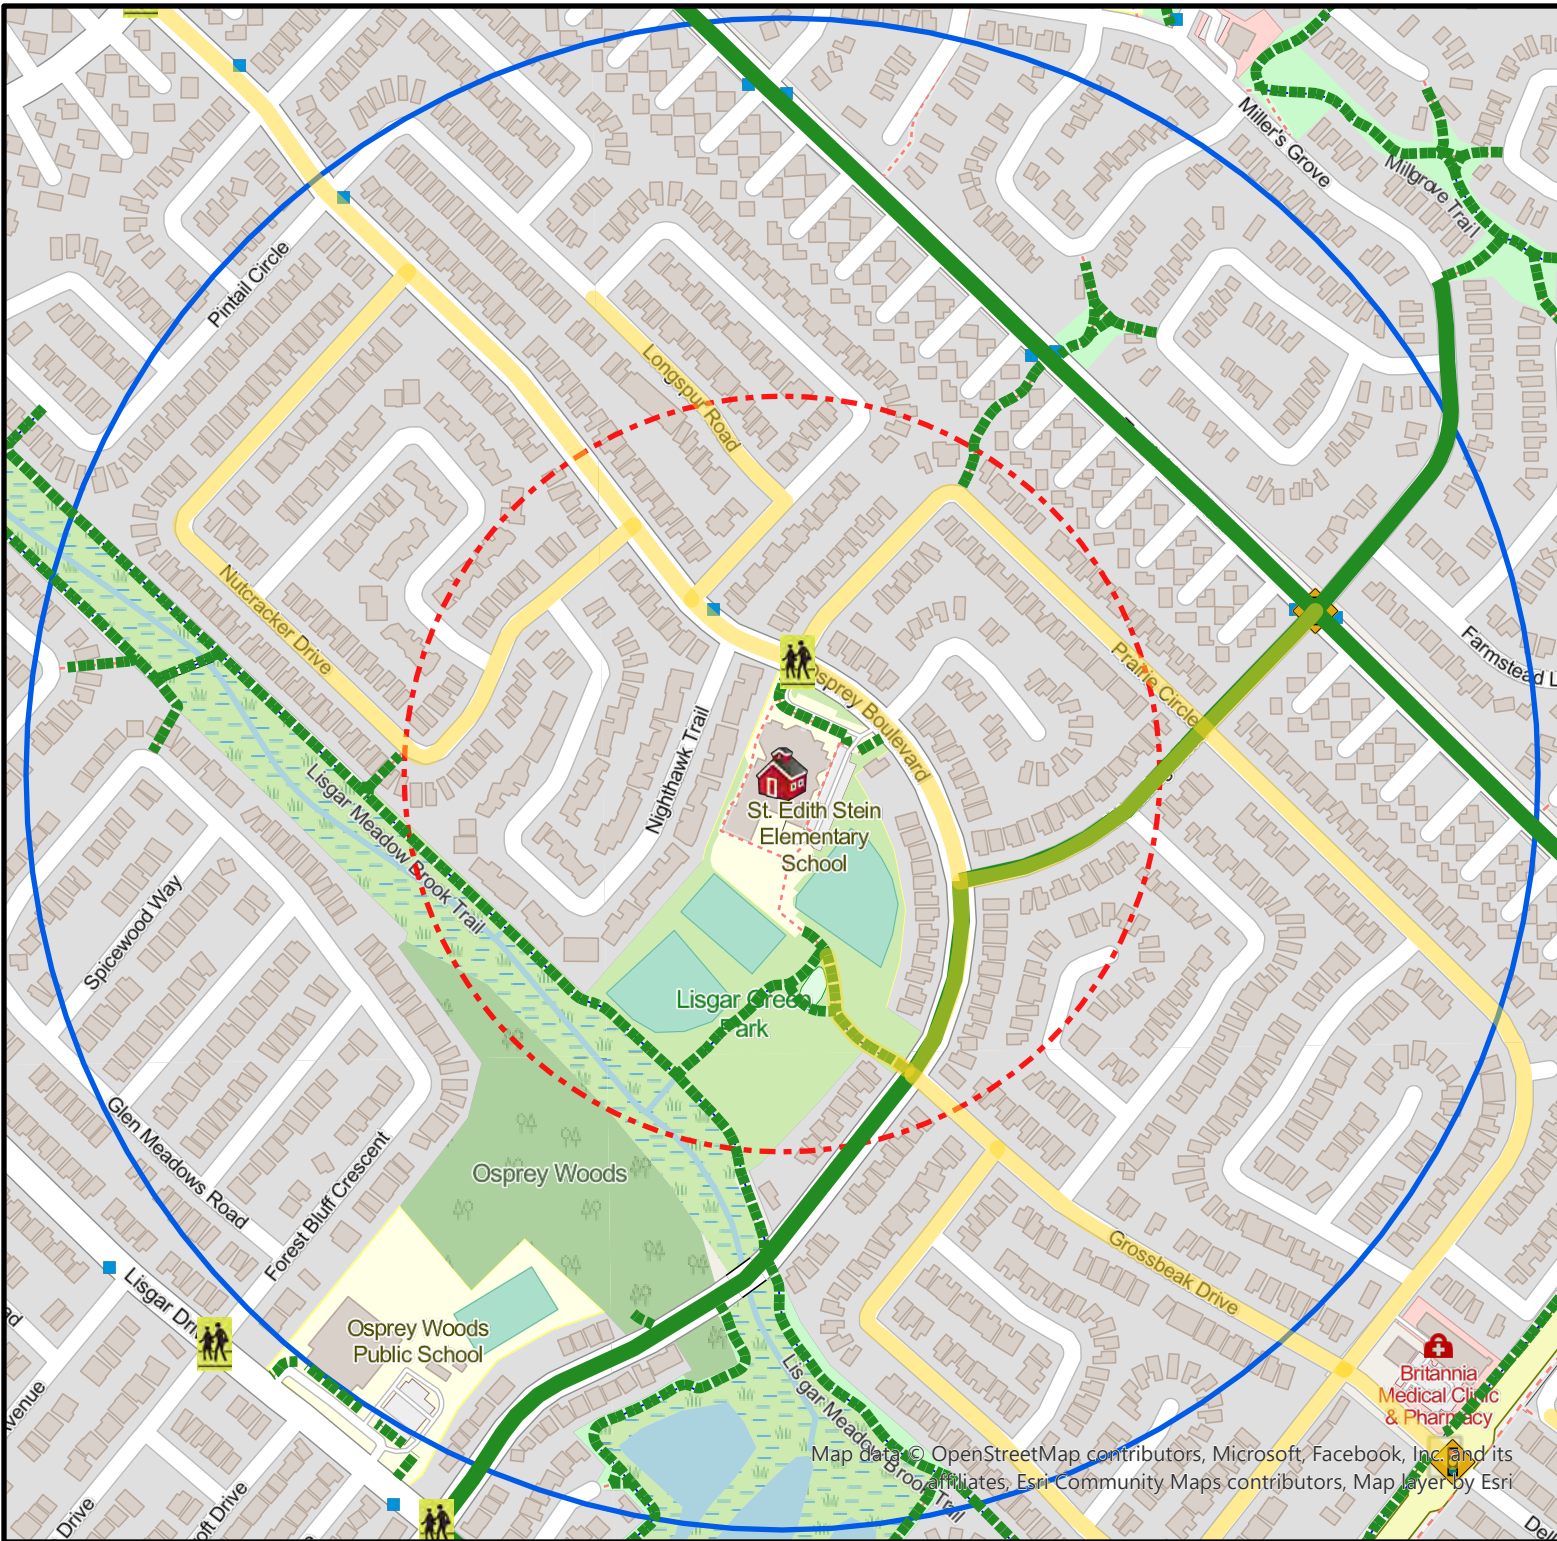 Miller's Grove
Millgrove Trail
Pintail Circle
Longspur Road
Nutcracker Drive
Farmstead L
Prairie Circle
Osprey Boulevard
Nighthawk Trail
St. Edith Stein
Elementary
School
Lisgar Meadow Brook Trail
Spicewood Way
Lisgar Green
Park
Glen Meadows Road
Osprey Woods
Forest Bluff Crescent
Grossbeak Drive
Lisgar Dri
Osprey Woods
Public School
Britannia
Medical Clinic
& Pharmacy
Lisgar Meadow Brook Trail
venue
Drive
oft Drive
Map data © OpenStreetMap contributors, Microsoft, Facebook, Inc. and its
affiliates, Esri Community Maps contributors, Map layer by Esri